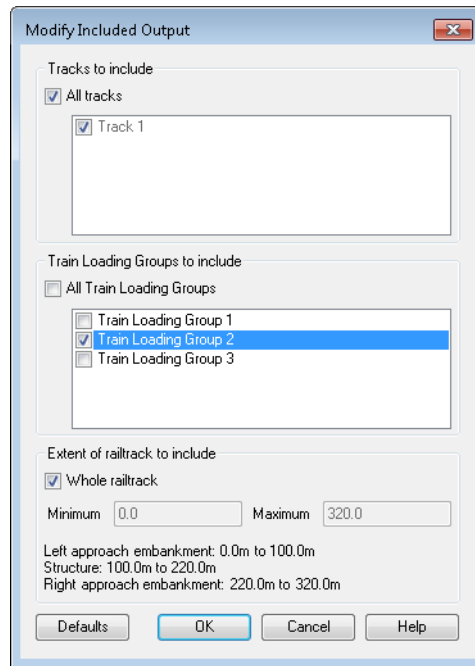 Modify Included Output
Tracks to include
All tracks
Track 1
Train Loading Groups to include
All Train Loading Groups
Train Loading Group 1
Train Loading Group 2
Train Loading Group 3
Extent of railtrack to include
Whole railtrack
Minimum 0.0 Maximum 320.0
Left approach embankment: 0.0m to 100.0m
Structure: 100.0m to 220.0m
Right approach embankment: 220.0m to 320.0m
Defaults OK Cancel Help